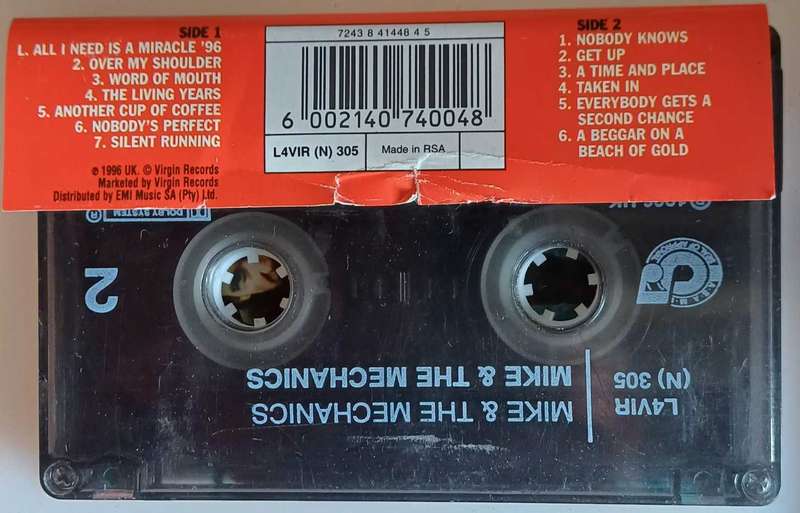 SIDE 1
1. ALL I NEED IS A MIRACLE '96
2. OVER MY SHOULDER
3. WORD OF MOUTH
4. THE LIVING YEARS
5. ANOTHER CUP OF COFFEE
6. NOBODY'S PERFECT
7. SILENT RUNNING
℗ 1996 UK. © Virgin Records
Marketed by Virgin Records
Distributed by EMI Music SA (Pty) Ltd.
7243 8 41448 4 5
6 002140 740048
L4VIR (N) 305
Made in RSA
SIDE 2
1. NOBODY KNOWS
2. GET UP
3. A TIME AND PLACE
4. TAKEN IN
5. EVERYBODY GETS A
SECOND CHANCE
6. A BEGGAR ON A
BEACH OF GOLD
DOLBY SYSTEM ®
2
L4VIR
(N) 305
MIKE & THE MECHANICS
MIKE & THE MECHANICS